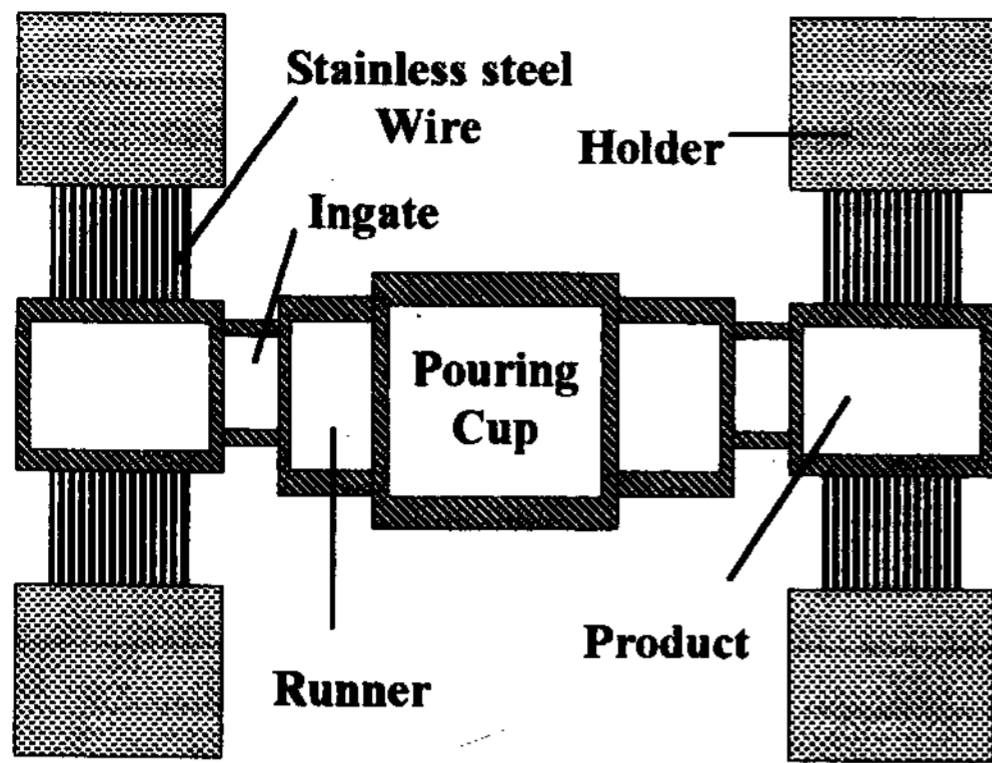 Stainless steel
Wire
Holder
Ingate
Pouring
Cup
Product
Runner